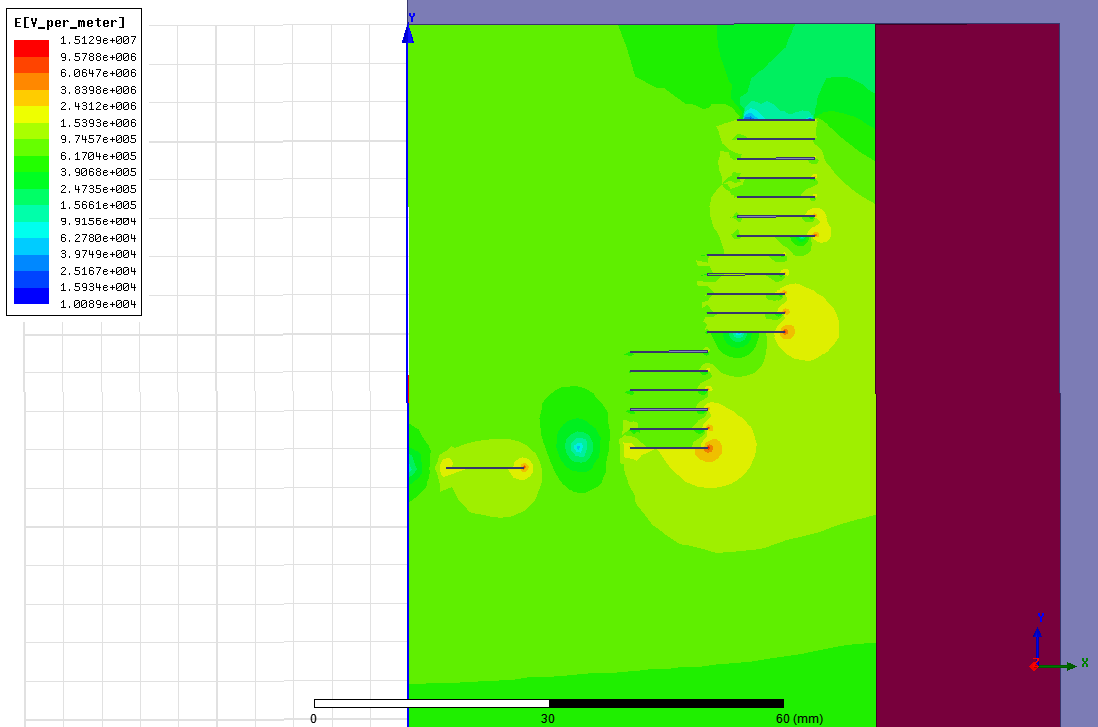 E[V_per_meter]
1.5129e+007
9.5788e+006
6.0647e+006
3.8398e+006
2.4312e+006
1.5393e+006
9.7457e+005
6.1704e+005
3.9068e+005
2.4735e+005
1.5661e+005
9.9156e+004
6.2780e+004
3.9749e+004
2.5167e+004
1.5934e+004
1.0089e+004
Y
Y
Z
X
0 30 60 (mm)